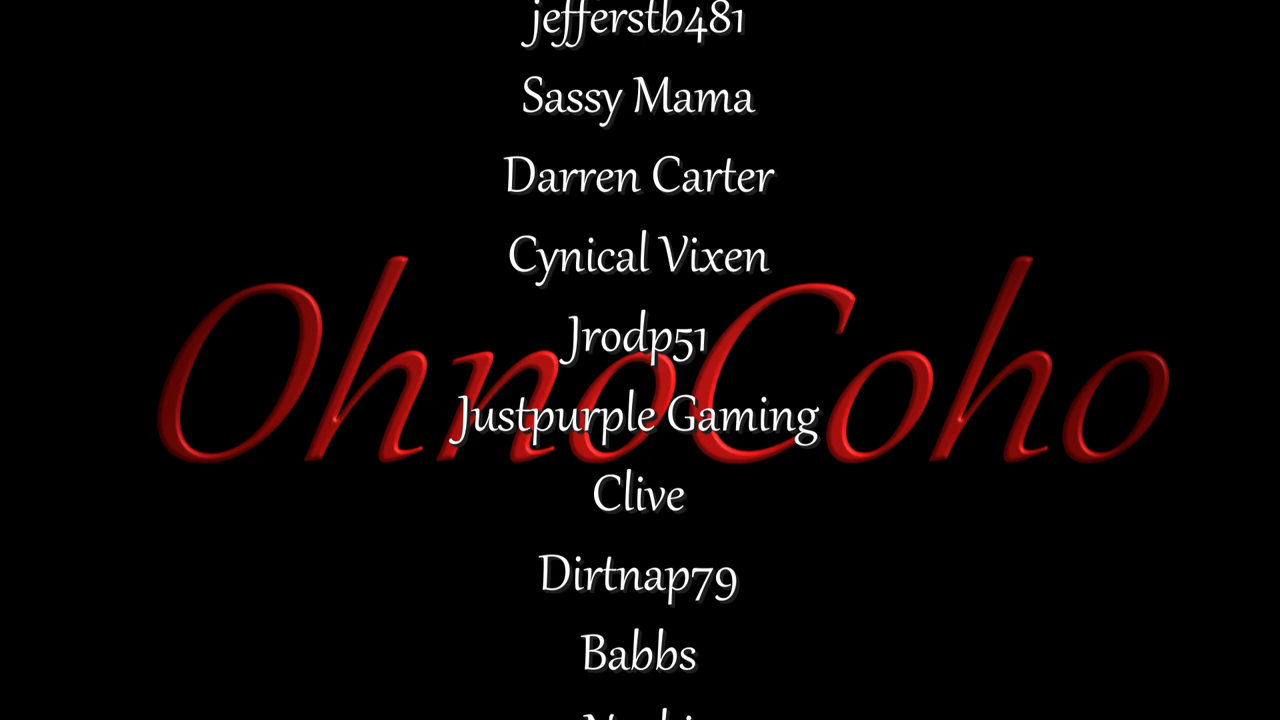 jefferstb481
Sassy Mama
Darren Carter
Cynical Vixen
Jrodp51
OhnoCoho
Justpurple Gaming
Clive
Dirtnap79
Babbs